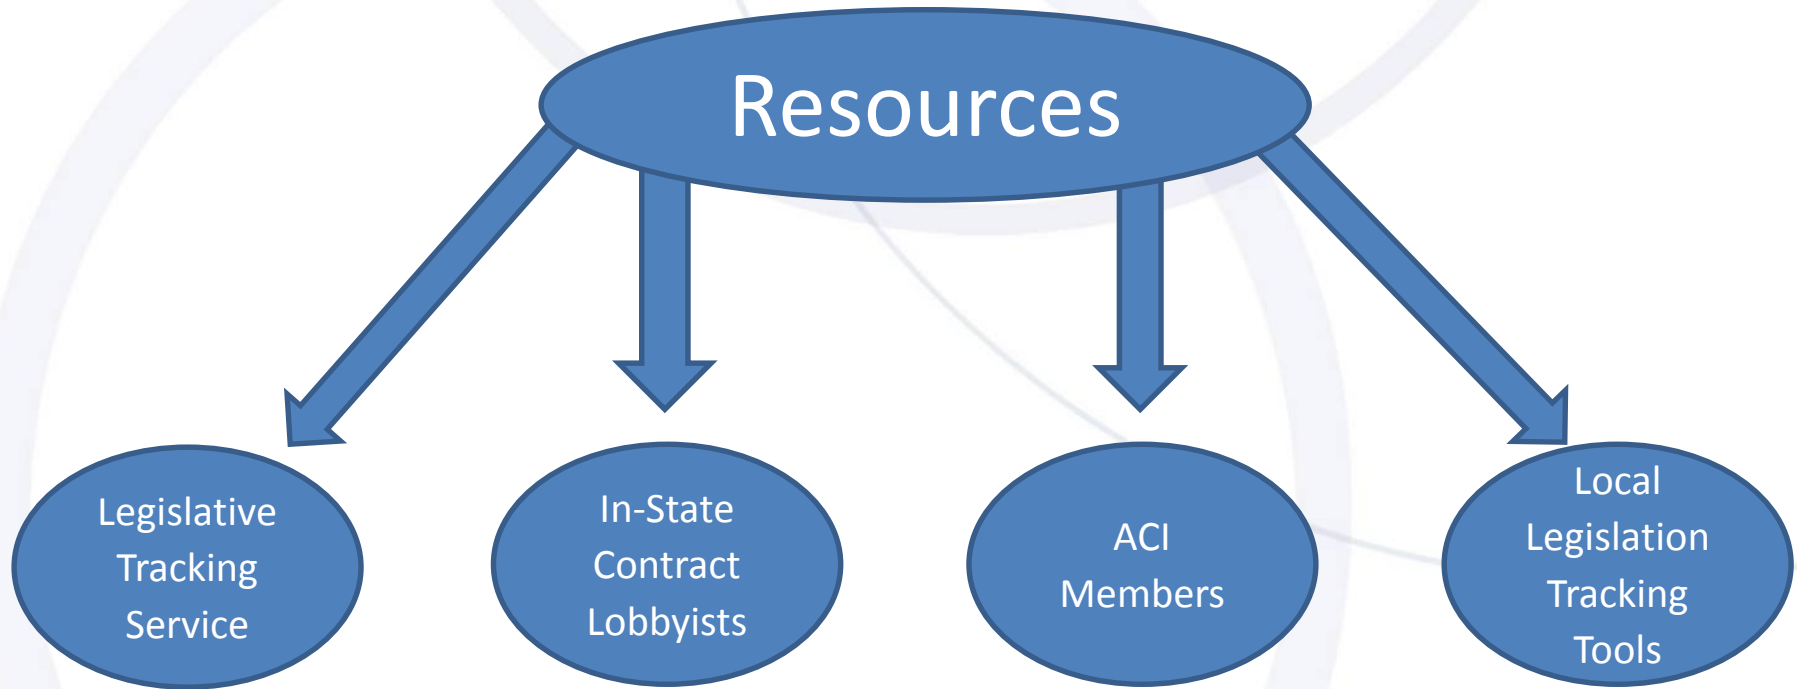 Resources
Legislative
Tracking
Service
In-State
Contract
Lobbyists
ACI
Members
Local
Legislation
Tracking
Tools